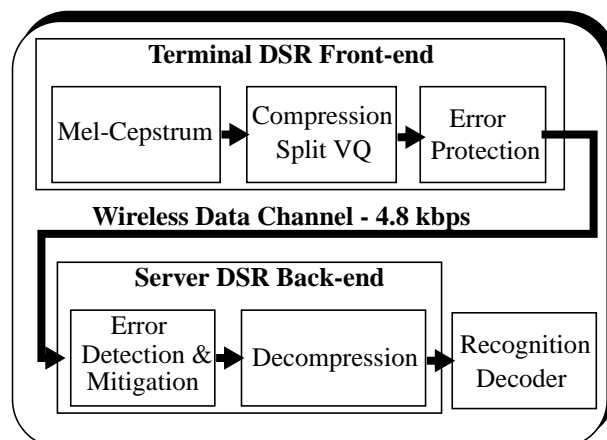 Terminal DSR Front-end
Mel-Cepstrum
Compression
Split VQ
Error
Protection
Wireless Data Channel - 4.8 kbps
Server DSR Back-end
Error
Detection &
Mitigation
Decompression
Recognition
Decoder